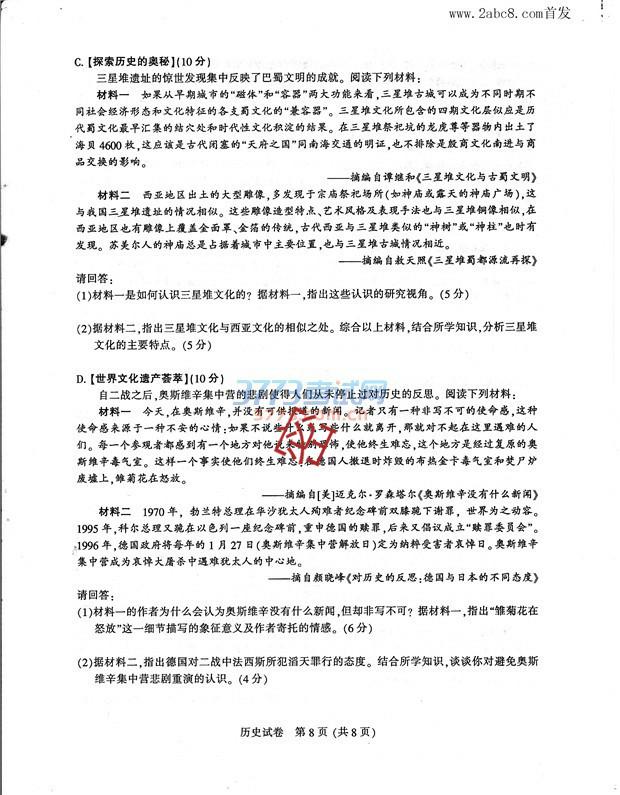 www.2abc8.com首发
C.【探索历史的奥秘】(10分)
三星堆遗址的惊世发现集中反映了巴蜀文明的成就。阅读下列材料:
材料一 如果从早期城市的“磁体”和“容器”两大功能来看,三星堆古城可以成为不同时期不
同社会经济形态和文化特征的各支蜀文化的“兼容器”。三星堆文化所包含的四期文化层似应是历
代蜀文化最早汇集的结穴处和时代性文化积淀的结果。在三星堆祭祀坑的龙虎尊等器物内出土了
海贝4600枚,这应该是古代闭塞的“天府之国”同南海交通的明证,也不排除是殷商文化南进与商
品交换的影响。
——摘编自谭继和《三星堆文化与古蜀文明》
材料二 西亚地区出土的大型雕像,多发现于宗庙祭祀场所(如神庙或露天的神庙广场),这
与我国三星堆遗址的情况相似。这些雕像造型特点、艺术风格及表现手法也与三星堆铜像相似,在
西亚地区也有雕像上覆盖金面罩、金箔的传统,古代西亚与三星堆类似的“神树”或“神柱”也时有
发现。苏美尔人的神庙总是占据着城市中主要位置,也与三星堆古城情况相近。
——摘编自敖天照《三星堆蜀都源流再探》
请回答:
(1)材料一是如何认识三星堆文化的?据材料一,指出这些认识的研究视角。(5分)
(2)据材料二,指出三星堆文化与西亚文化的相似之处。综合以上材料,结合所学知识,分析三星堆
文化的主要特点。(5分)
D.【世界文化遗产荟萃】(10分)
自二战之后,奥斯维辛集中营的悲剧使得人们从未停止过对历史的反思。阅读下列材料:
材料一 今天,在奥斯维辛,并没有可供报道的新闻。记者只有一种非写不可的使命感,这种
使命感来源于一种不安的心情:如果不说些什么或写些什么就离开,那就对不起在这里遇难的人
们。每一个参观者都感到有一个地方对他说来特别恐怖,使他终生难忘,这个地方是经过复原的奥
斯维辛毒气室。这样一个事实使他们终生难忘:在德国人撤退时炸毁的布热金卡毒气室和焚尸炉
废墟上,雏菊花在怒放。
——摘编自[美]迈克尔·罗森塔尔《奥斯维辛没有什么新闻》
材料二 1970年,勃兰特总理在华沙犹太人殉难者纪念碑前双膝跪下谢罪,世界为之动容。
1995年,科尔总理又跪在以色列一座纪念碑前,重申德国的赎罪,后来又倡议成立“赎罪委员会”。
1996年,德国政府将每年的1月27日(奥斯维辛集中营解放日)定为纳粹受害者哀悼日。奥斯维辛
集中营成为哀悼大屠杀中遇难犹太人的中心地。
——摘自颜晓峰《对历史的反思:德国与日本的不同态度》
请回答:
(1)材料一的作者为什么会认为奥斯维辛没有什么新闻,但却非写不可?据材料一,指出“雏菊花在
怒放”这一细节描写的象征意义及作者寄托的情感。(6分)
(2)据材料二,指出德国对二战中法西斯所犯滔天罪行的态度。结合所学知识,谈谈你对避免奥斯
维辛集中营悲剧重演的认识。(4分)
历史试卷 第8页(共8页)